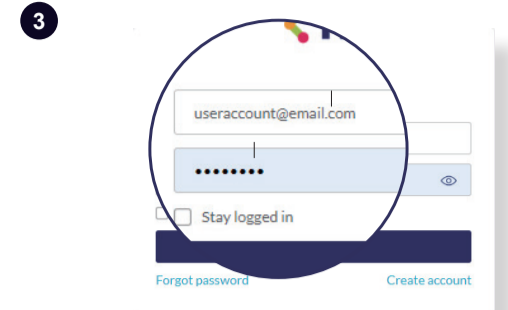 3
useraccount@email.com
••••••••
Stay logged in
Forgot password
Create account